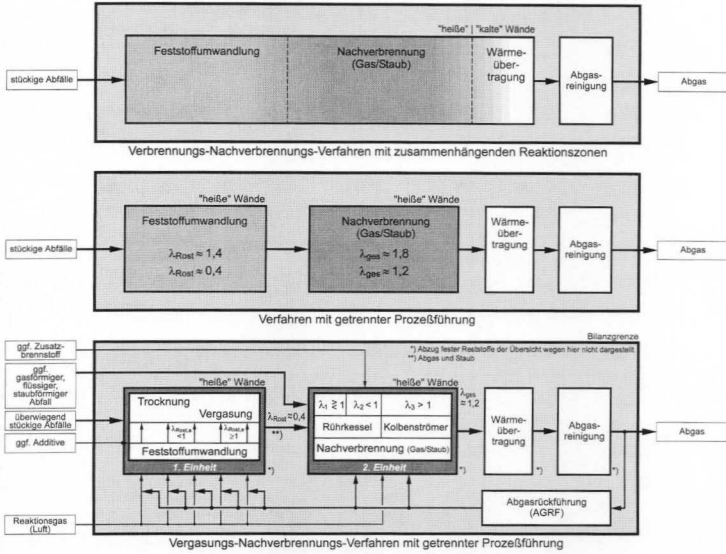 "heiße" | "kalte" Wände
Feststoffumwandlung
Nachverbrennung
(Gas/Staub)
Wärme-
über-
tragung
Abgas-
reinigung
stückige Abfälle
Abgas
Verbrennungs-Nachverbrennungs-Verfahren mit zusammenhängenden Reaktionszonen
"heiße" Wände
"heiße" Wände
Feststoffumwandlung
λRost ≈ 1,4
λRost ≈ 0,4
Nachverbrennung
(Gas/Staub)
λges ≈ 1,8
λges ≈ 1,2
Wärme-
über-
tragung
Abgas-
reinigung
stückige Abfälle
Abgas
Verfahren mit getrennter Prozeßführung
Bilanzgrenze
*) Abzug fester Reststoffe der Übersicht wegen hier nicht dargestellt
**) Abgas und Staub
ggf. Zusatz-
brennstoff
ggf.
gasförmiger,
flüssiger,
staubförmiger
Abfall
überwiegend
stückige Abfälle
ggf. Additive
Reaktionsgas
(Luft)
"heiße" Wände
Trocknung
Vergasung
λRost,a
<1
λRost,a
≥1
Feststoffumwandlung
1. Einheit
*)
λRost ≈0,4
**)
"heiße" Wände
λ1 ≷ 1
λ2 < 1
λ3 > 1
Rührkessel
Kolbenströmer
Nachverbrennung (Gas/Staub)
2. Einheit
*)
λges
≈ 1,2
Wärme-
über-
tragung
*)
Abgas-
reinigung
*)
Abgas
Abgasrückführung
(AGRF)
Vergasungs-Nachverbrennungs-Verfahren mit getrennter Prozeßführung